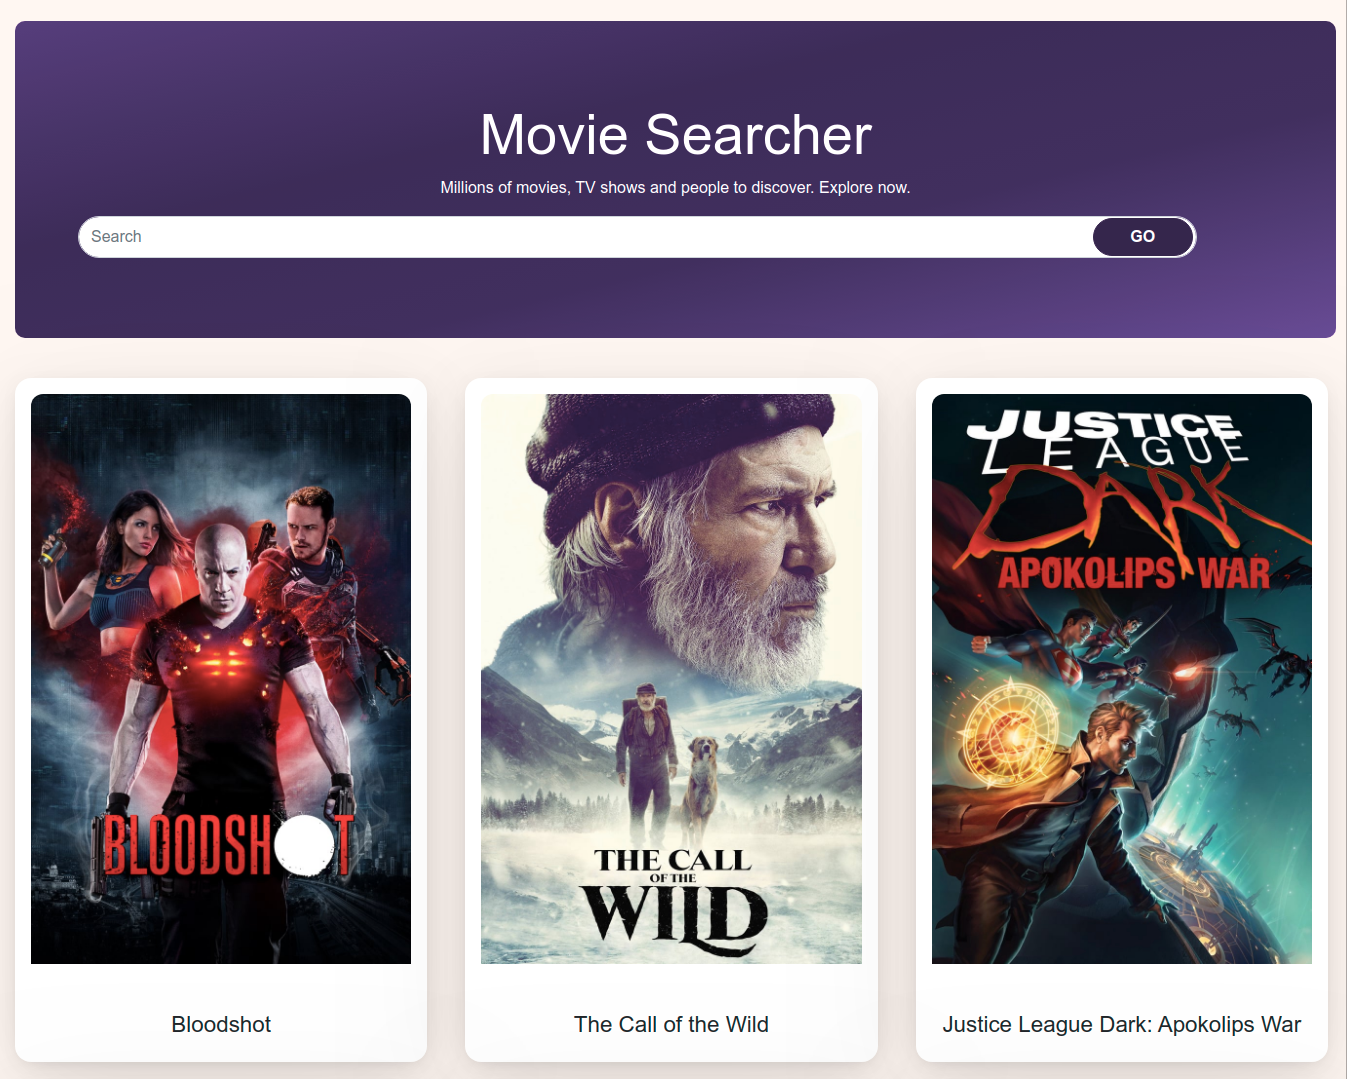 Movie Searcher
Millions of movies, TV shows and people to discover. Explore now.
Search
GO
BLOODSHOT
Bloodshot
THE CALL
OF THE
WILD
The Call of the Wild
JUSTICE
LEAGUE
DARK
APOKOLIPS WAR
Justice League Dark: Apokolips War